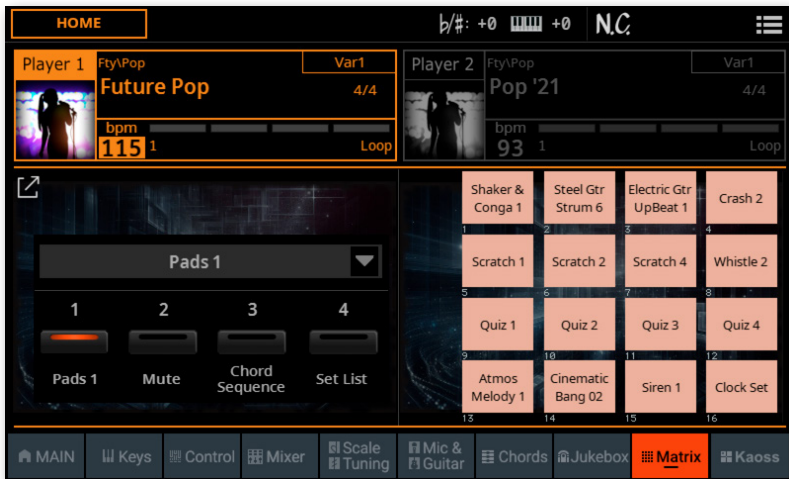 HOME
♭/♯: +0 +0 N.C.
Player 1 Fty\Pop Var1
Future Pop 4/4
bpm
115 1 Loop
Player 2 Fty\Pop Var1
Pop '21 4/4
bpm
93 1 Loop
Pads 1
1 2 3 4
Pads 1 Mute Chord Sequence Set List
Shaker &
Conga 1
1
Steel Gtr
Strum 6
2
Electric Gtr
UpBeat 1
3
Crash 2
4
Scratch 1
5
Scratch 2
6
Scratch 4
7
Whistle 2
8
Quiz 1
9
Quiz 2
10
Quiz 3
11
Quiz 4
12
Atmos
Melody 1
13
Cinematic
Bang 02
14
Siren 1
15
Clock Set
16
MAIN
Keys
Control
Mixer
Scale
Tuning
Mic &
Guitar
Chords
Jukebox
Matrix
Kaoss